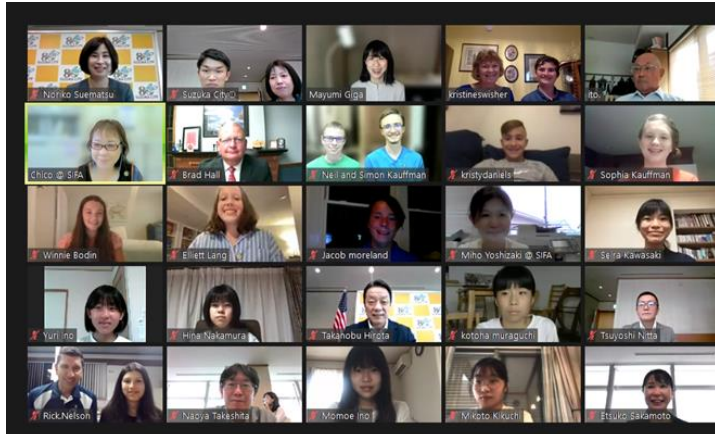 Noriko Suematsu
Suzuka City①
Mayumi Giga
kristineswisher
ito.
Chico @ SIFA
Brad Hall
Neil and Simon Kauffman
kristydaniels
Sophia Kauffman
Winnie Bodin
Elliett Lang
Jacob moreland
Miho Yoshizaki @ SIFA
Seira Kawasaki
Yuri Ino
Hina Nakamura
Takanobu Hirota
kotoha muraguchi
Tsuyoshi Nitta
Rick.Nelson
Naoya Takeshita
Momoe Ino
Mikoto Kikuchi
Etsuko Sakamoto